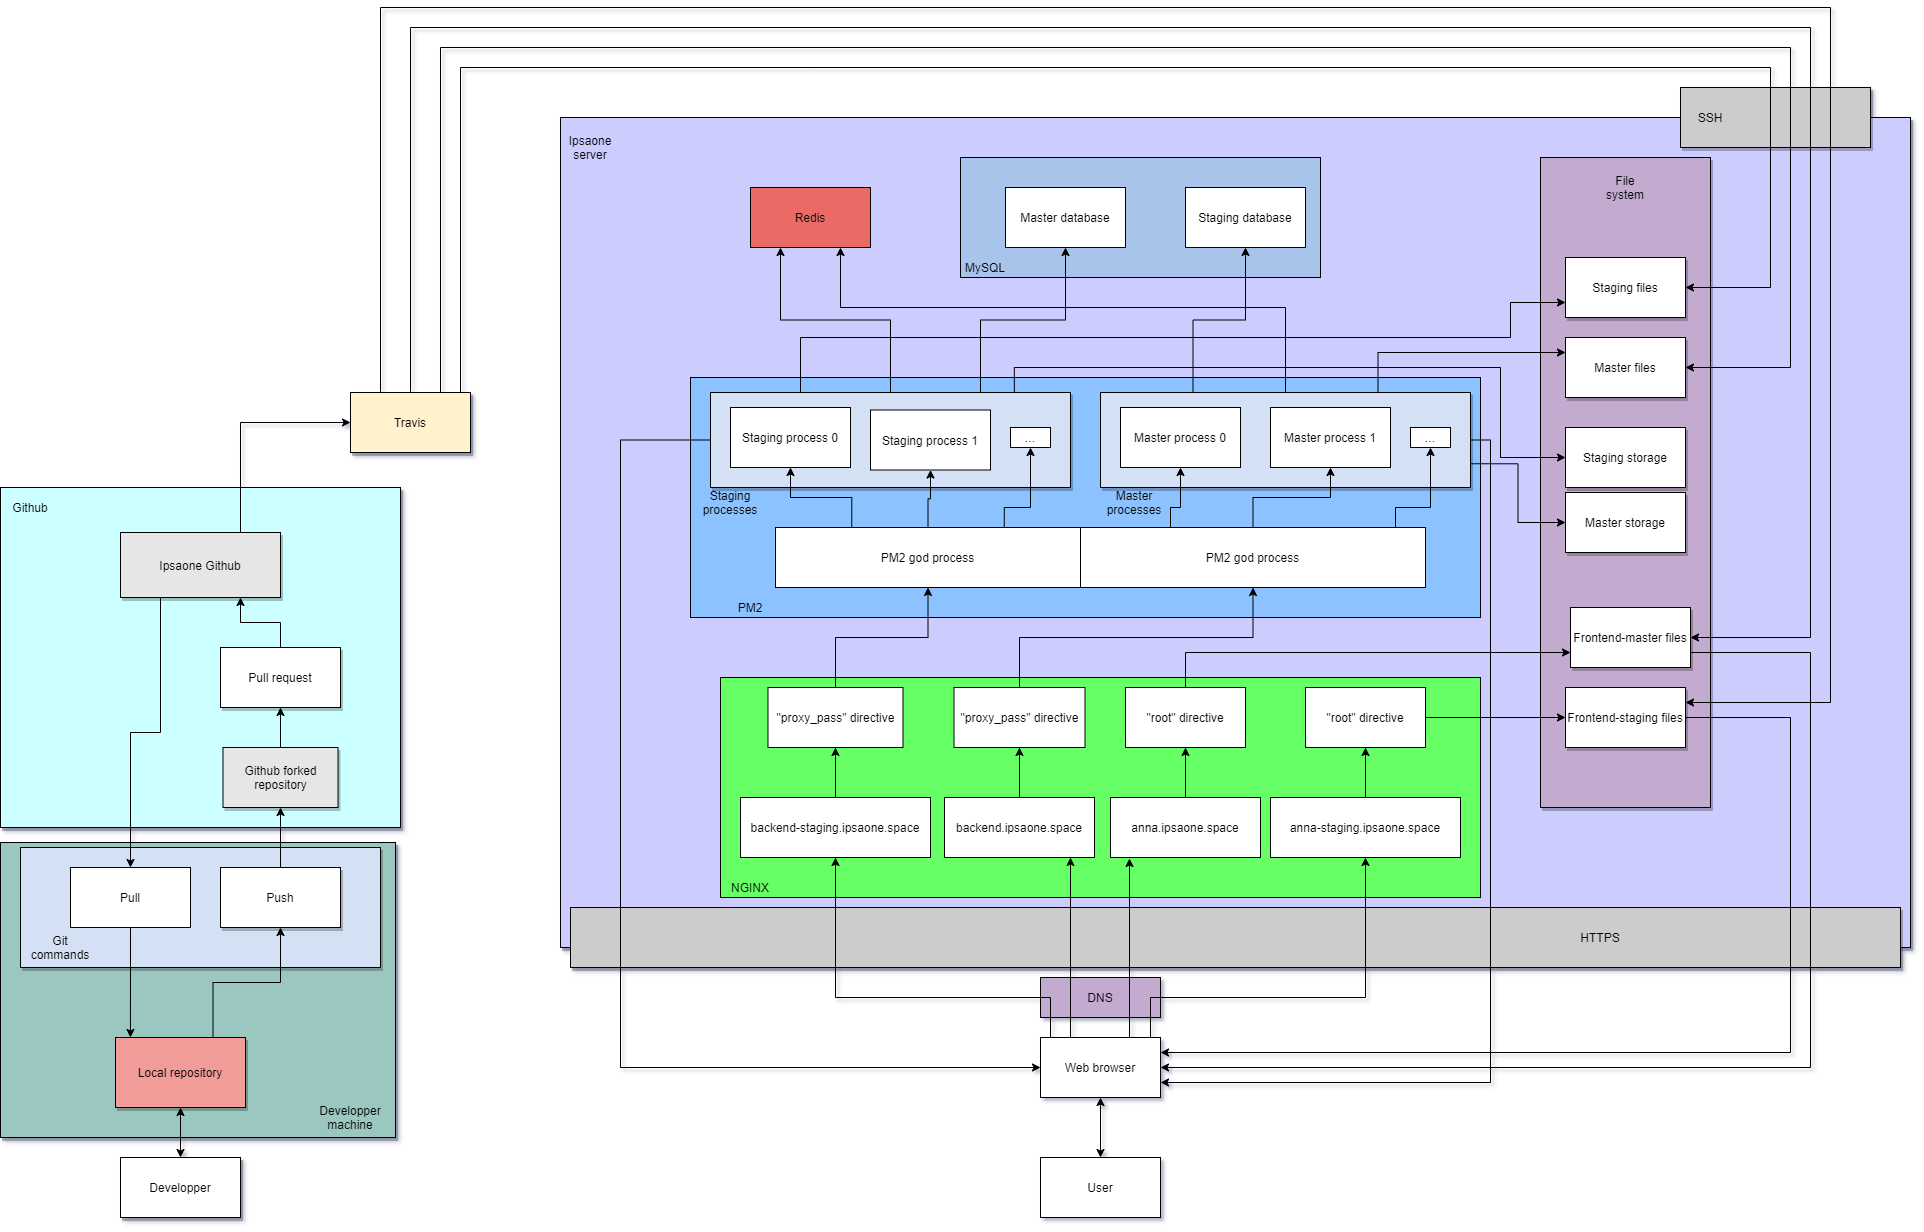 SSH
Ipsaone
server
File
system
Redis
Master database
Staging database
MySQL
Staging files
Master files
Travis
Staging process 0
Staging process 1
...
Master process 0
Master process 1
...
Staging storage
Staging
processes
Master
processes
Master storage
Github
Ipsaone Github
PM2 god process
PM2 god process
PM2
Frontend-master files
Pull request
"proxy_pass" directive
"proxy_pass" directive
"root" directive
"root" directive
Frontend-staging files
Github forked
repository
backend-staging.ipsaone.space
backend.ipsaone.space
anna.ipsaone.space
anna-staging.ipsaone.space
NGINX
Pull
Push
Git
commands
HTTPS
DNS
Local repository
Web browser
Developper
machine
Developper
User